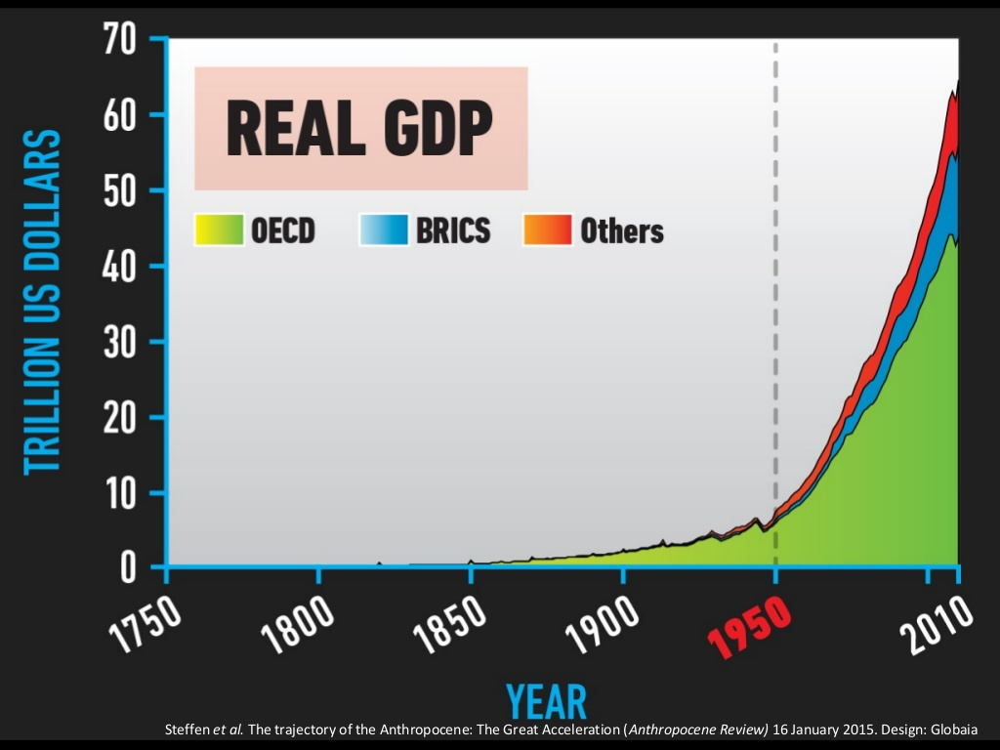 REAL GDP
OECD BRICS Others
TRILLION US DOLLARS
70
60
50
40
30
20
10
0
1750 1800 1850 1900 1950 2010
YEAR
Steffen et al. The trajectory of the Anthropocene: The Great Acceleration (Anthropocene Review) 16 January 2015. Design: Globaia